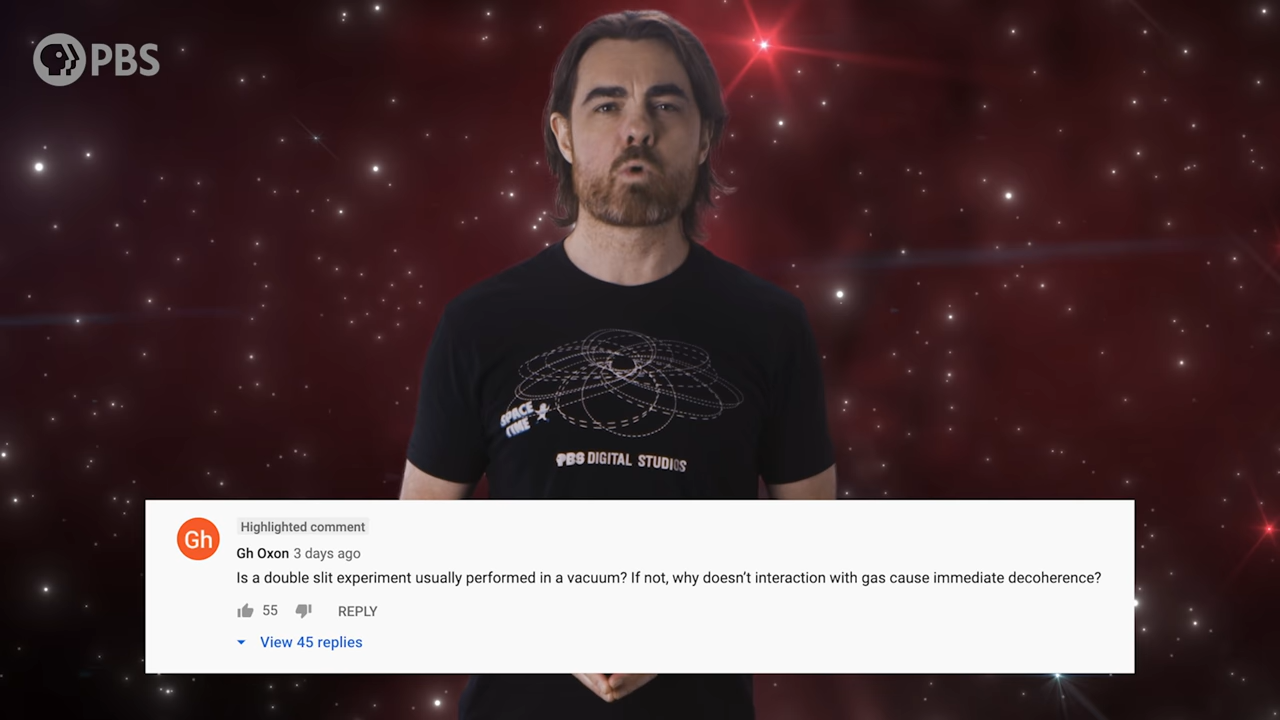 PBS
SPACE
TIME
PBS DIGITAL STUDIOS
Gh
Highlighted comment
Gh Oxon 3 days ago
Is a double slit experiment usually performed in a vacuum? If not, why doesn't interaction with gas cause immediate decoherence?
55
REPLY
View 45 replies